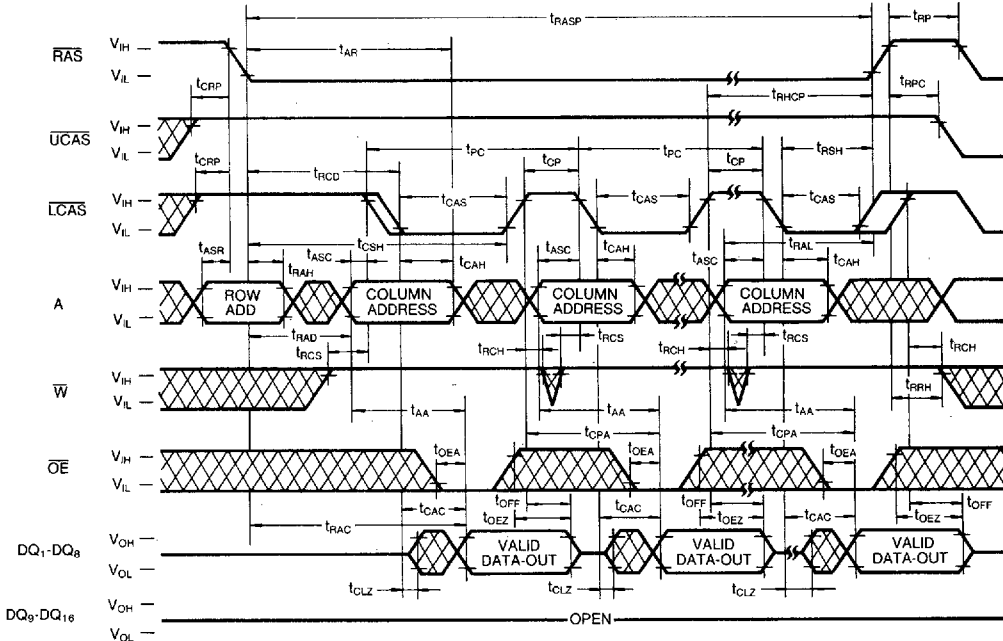 tRASP
tRP
RAS
VIH
VIL
tAR
tCRP
tRHCP
tRPC
UCAS
VIH
VIL
tCRP
tRCD
tPC
tCP
tPC
tCP
tRSH
LCAS
VIH
VIL
tCAS
tCAS
tCAS
tCSH
tRAL
tASR
tRAH
tASC
tCAH
tASC
tCAH
tASC
tCAH
A
VIH
VIL
ROW ADD
COLUMN ADDRESS
COLUMN ADDRESS
COLUMN ADDRESS
tRAD
tRCS
tRCH
tRCS
tRCH
tRCS
tRCH
W
VIH
VIL
tRRH
tAA
tAA
tAA
tCPA
tCPA
OE
VIH
VIL
tOEA
tOEA
tOEA
tCAC
tOFF
tCAC
tOFF
tCAC
tOFF
tRAC
tOEZ
tOEZ
tOEZ
DQ1-DQ8
VOH
VOL
VALID DATA-OUT
VALID DATA-OUT
VALID DATA-OUT
tCLZ
tCLZ
tCLZ
DQ9-DQ16
VOH
VOL
OPEN